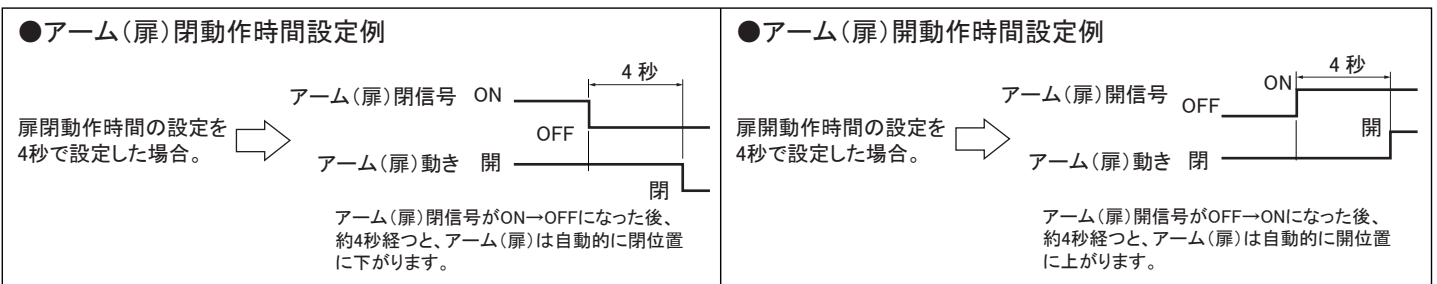 ●アーム(扉)閉動作時間設定例
4秒
アーム(扉)閉信号 ON
OFF
扉閉動作時間の設定を
4秒で設定した場合。
アーム(扉)動き 開
閉
アーム(扉)閉信号がON→OFFになった後、
約4秒経つと、アーム(扉)は自動的に閉位置
に下がります。
●アーム(扉)開動作時間設定例
4秒
ON
アーム(扉)開信号 OFF
扉開動作時間の設定を
4秒で設定した場合。
開
アーム(扉)動き 閉
アーム(扉)開信号がOFF→ONになった後、
約4秒経つと、アーム(扉)は自動的に開位置
に上がります。